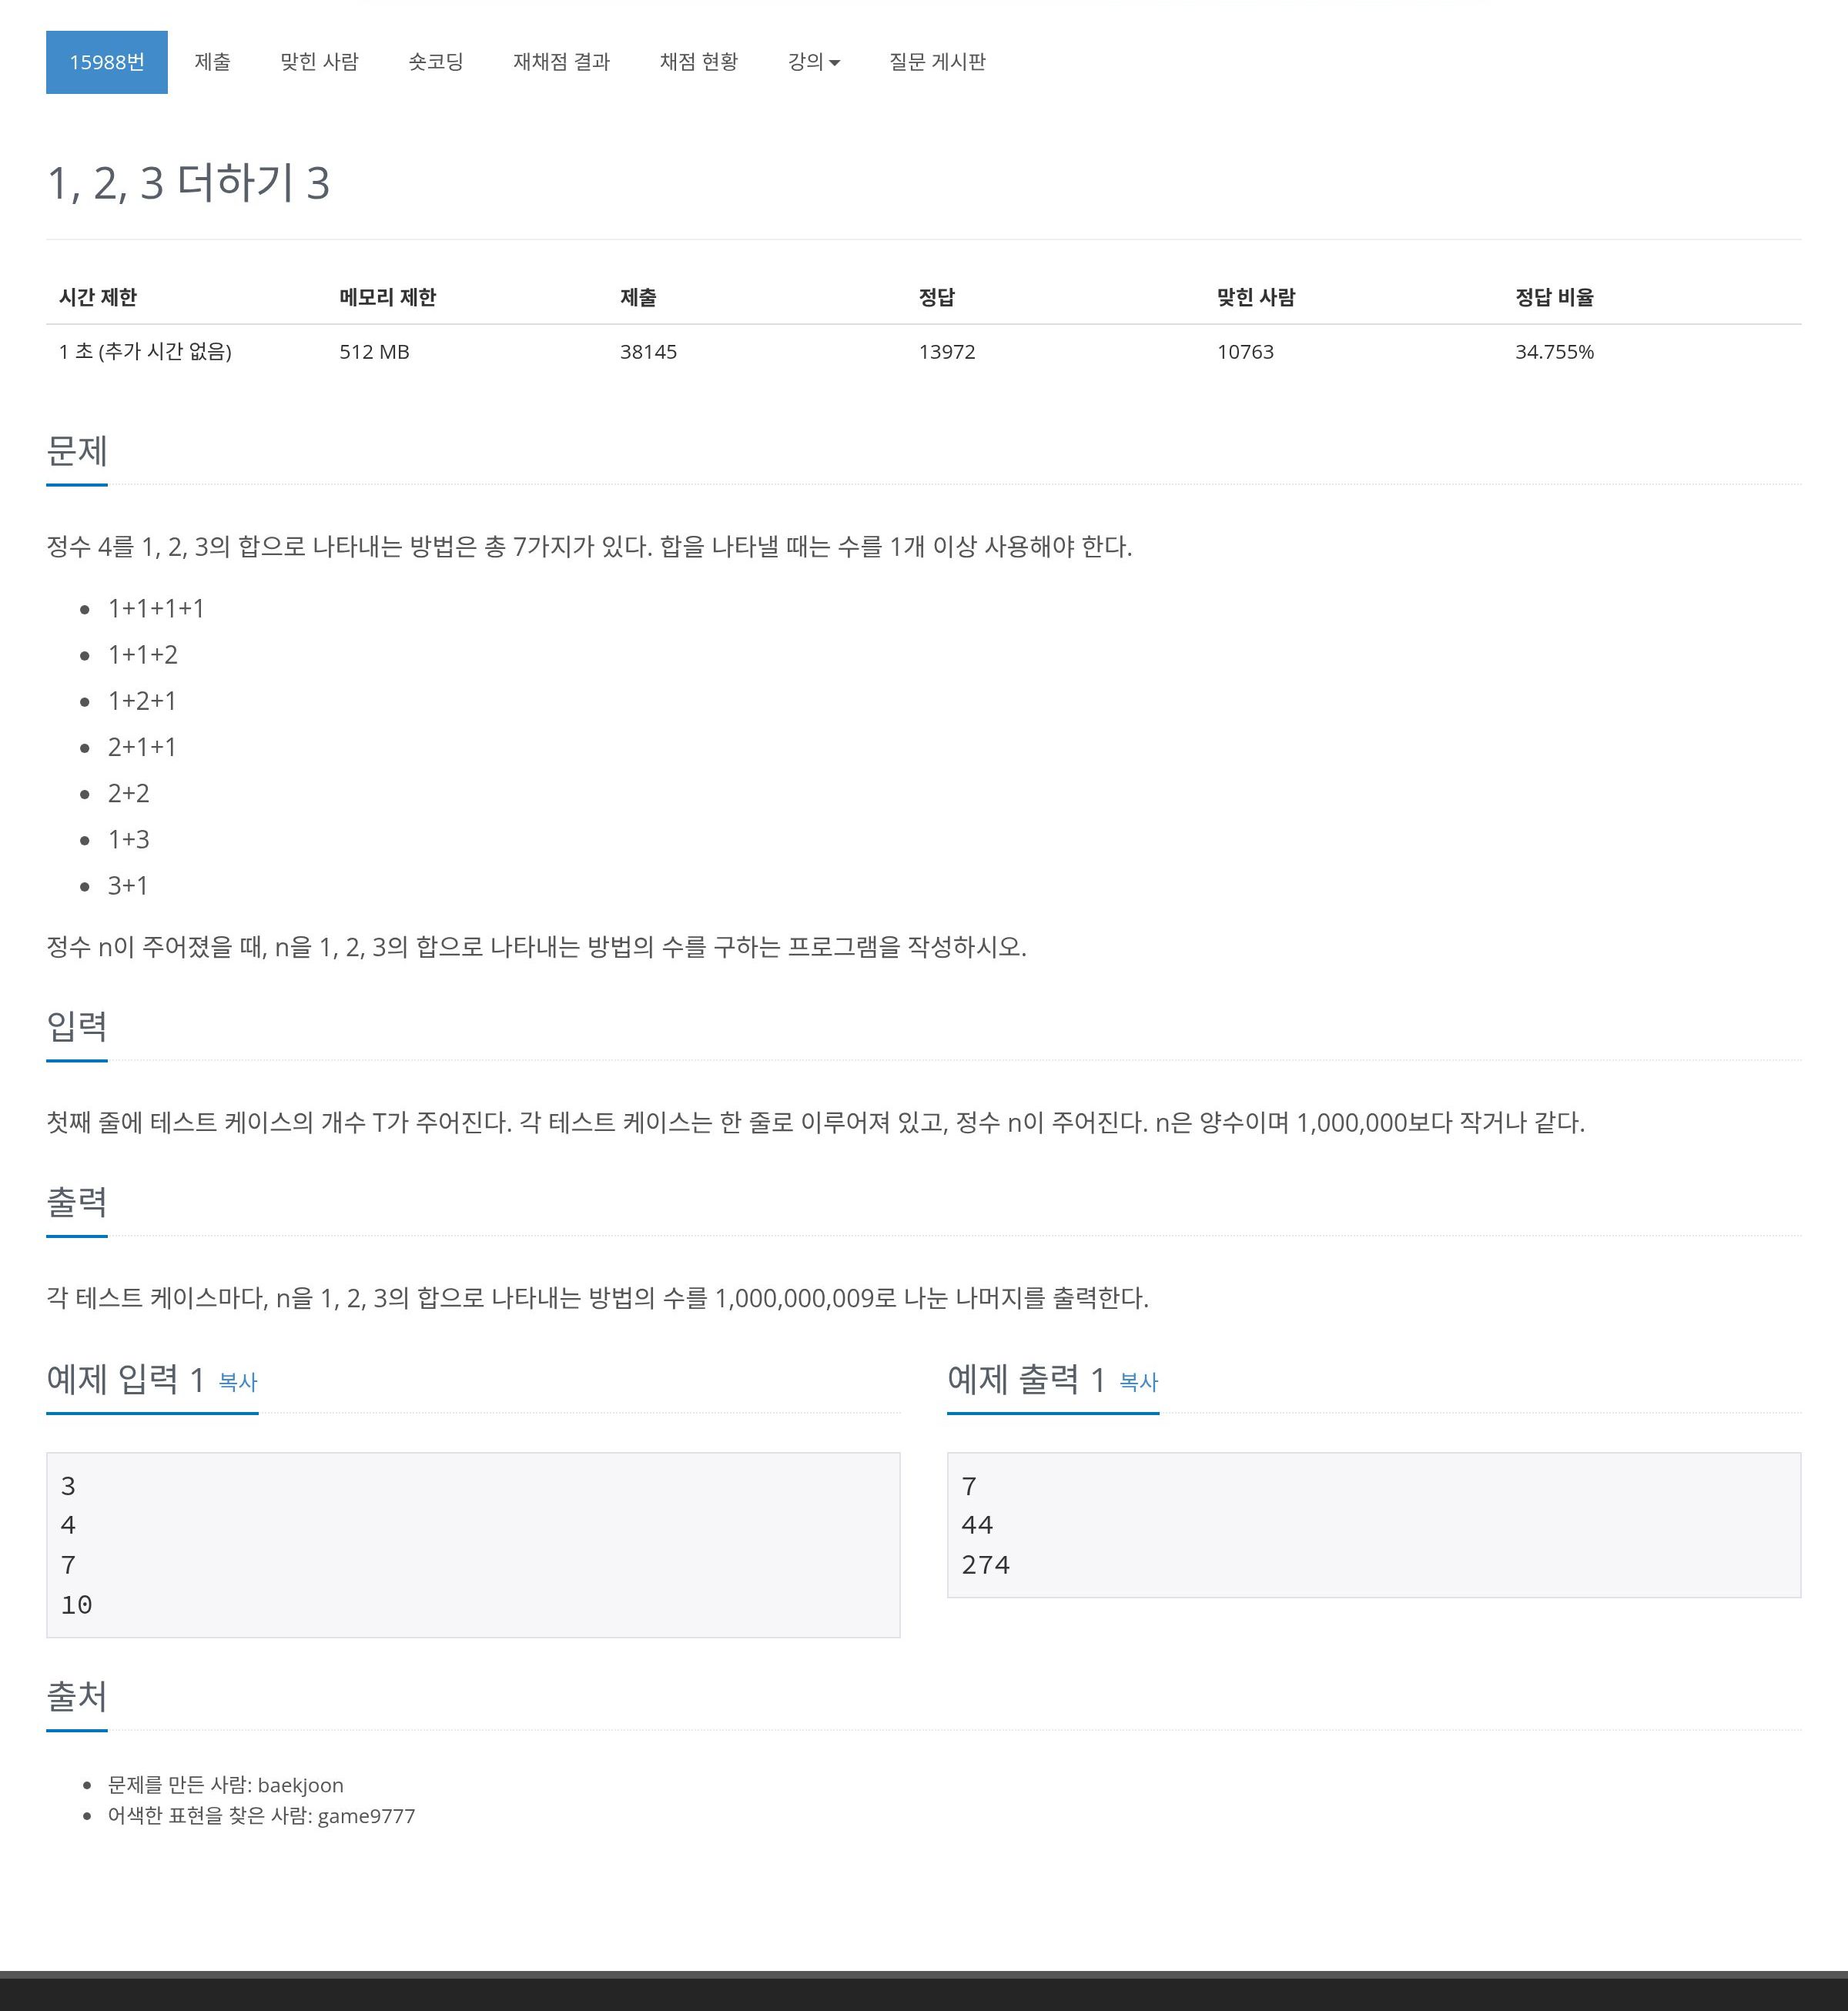 15988번 제출 맞힌 사람 숏코딩 재채점 결과 채점 현황 강의 질문 게시판
1, 2, 3 더하기 3
시간 제한 메모리 제한 제출 정답 맞힌 사람 정답 비율
1 초 (추가 시간 없음) 512 MB 38145 13972 10763 34.755%
문제
정수 4를 1, 2, 3의 합으로 나타내는 방법은 총 7가지가 있다. 합을 나타낼 때는 수를 1개 이상 사용해야 한다.
1+1+1+1
1+1+2
1+2+1
2+1+1
2+2
1+3
3+1
정수 n이 주어졌을 때, n을 1, 2, 3의 합으로 나타내는 방법의 수를 구하는 프로그램을 작성하시오.
입력
첫째 줄에 테스트 케이스의 개수 T가 주어진다. 각 테스트 케이스는 한 줄로 이루어져 있고, 정수 n이 주어진다. n은 양수이며 1,000,000보다 작거나 같다.
출력
각 테스트 케이스마다, n을 1, 2, 3의 합으로 나타내는 방법의 수를 1,000,000,009로 나눈 나머지를 출력한다.
예제 입력 1 복사
3
4
7
10
예제 출력 1 복사
7
44
274
출처
문제를 만든 사람: baekjoon
어색한 표현을 찾은 사람: game9777